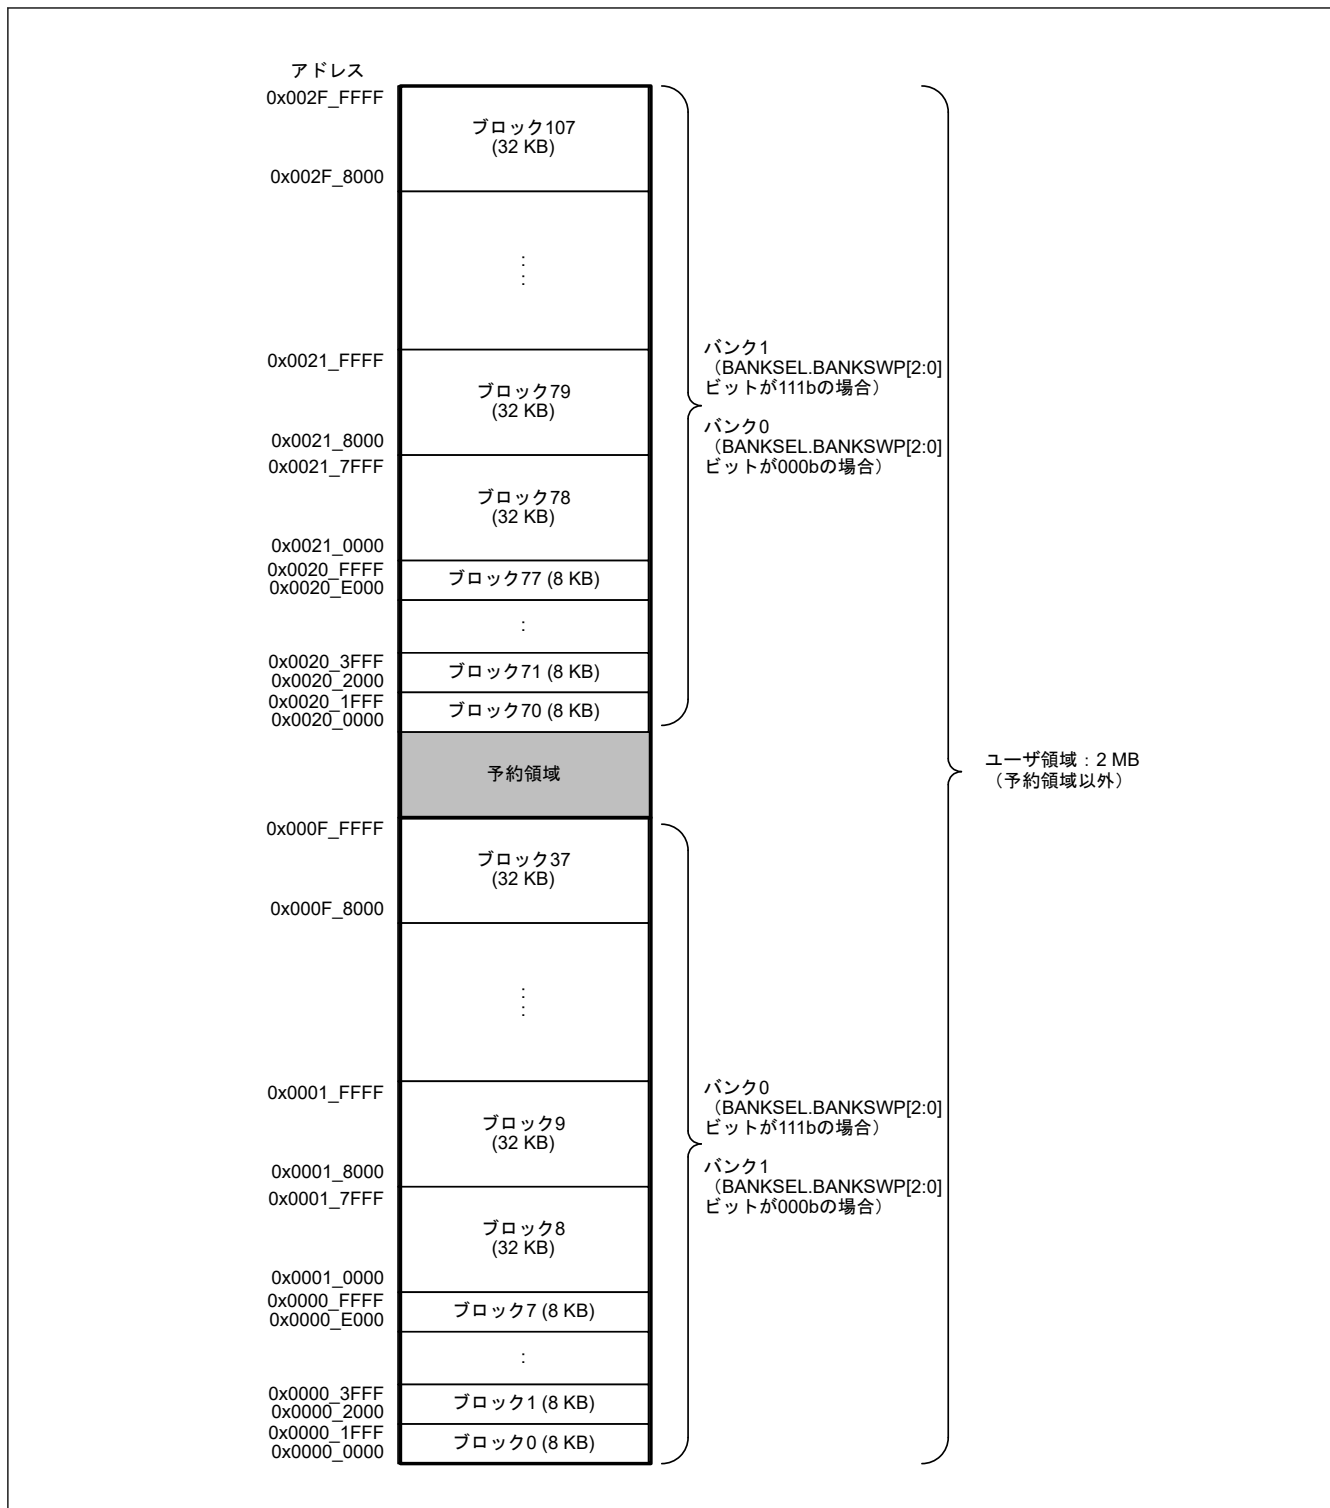 アドレス
0x002F_FFFF
ブロック107
(32 KB)
0x002F_8000
:
:
0x0021_FFFF
ブロック79
(32 KB)
0x0021_8000
0x0021_7FFF
ブロック78
(32 KB)
0x0021_0000
0x0020_FFFF
0x0020_E000
ブロック77 (8 KB)
:
0x0020_3FFF
0x0020_2000
ブロック71 (8 KB)
0x0020_1FFF
0x0020_0000
ブロック70 (8 KB)
バンク1
（BANKSEL.BANKSWP[2:0]
ビットが111bの場合）
バンク0
（BANKSEL.BANKSWP[2:0]
ビットが000bの場合）
予約領域
ユーザ領域：2 MB
（予約領域以外）
0x000F_FFFF
ブロック37
(32 KB)
0x000F_8000
:
:
0x0001_FFFF
ブロック9
(32 KB)
0x0001_8000
0x0001_7FFF
ブロック8
(32 KB)
0x0001_0000
0x0000_FFFF
0x0000_E000
ブロック7 (8 KB)
:
0x0000_3FFF
0x0000_2000
ブロック1 (8 KB)
0x0000_1FFF
0x0000_0000
ブロック0 (8 KB)
バンク0
（BANKSEL.BANKSWP[2:0]
ビットが111bの場合）
バンク1
（BANKSEL.BANKSWP[2:0]
ビットが000bの場合）